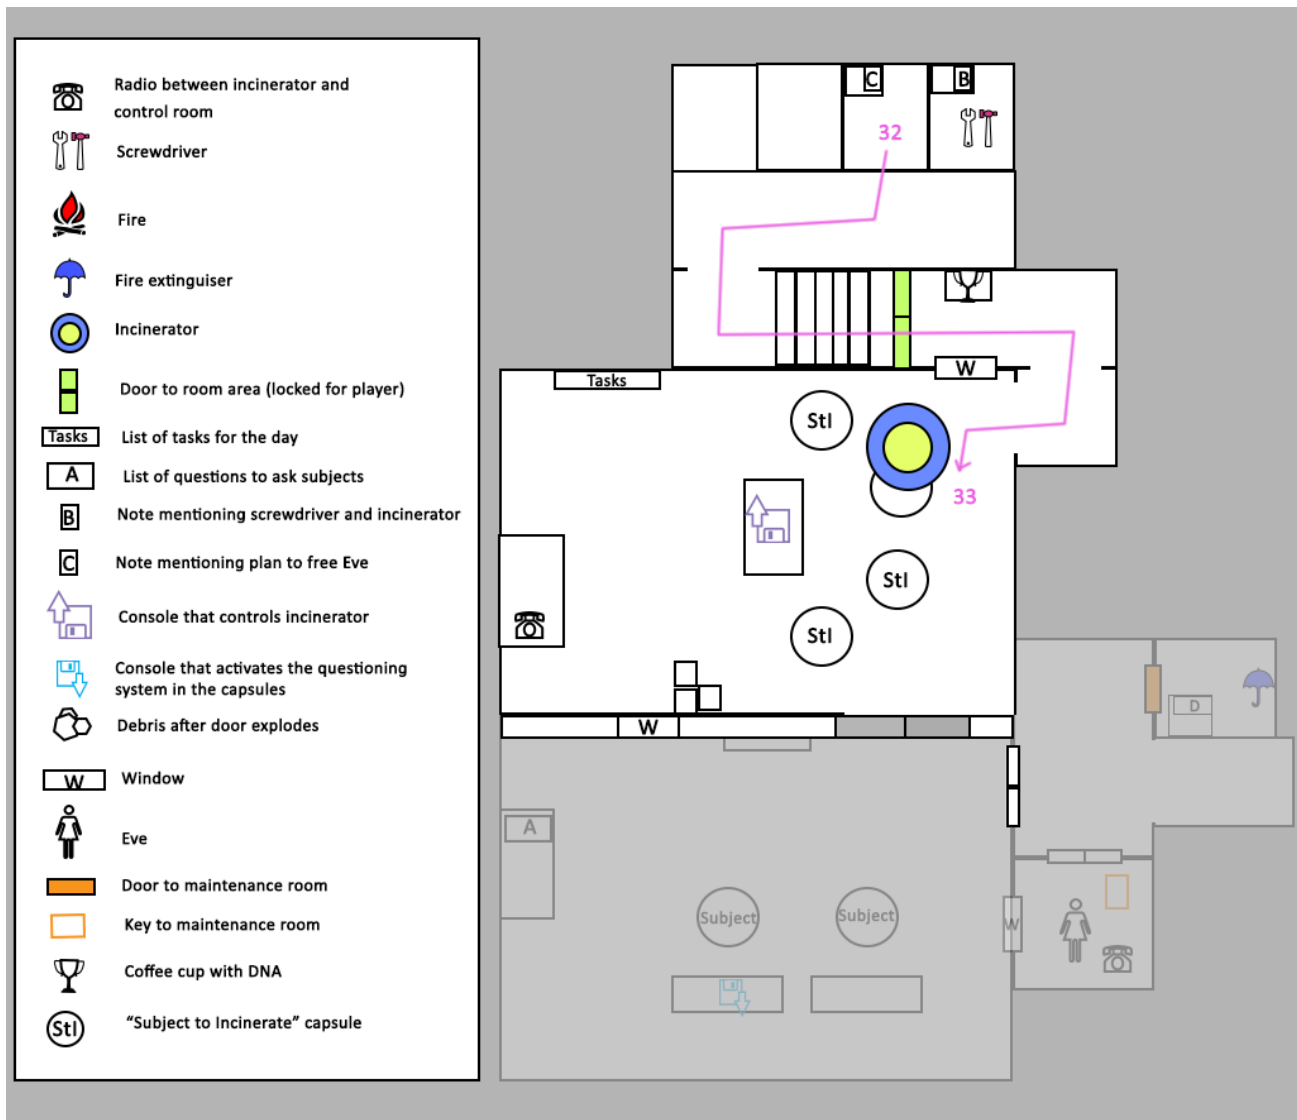 Radio between incinerator and
control room
Screwdriver
Fire
Fire extinguiser
Incinerator
Door to room area (locked for player)
Tasks
List of tasks for the day
A
List of questions to ask subjects
B
Note mentioning screwdriver and incinerator
C
Note mentioning plan to free Eve
Console that controls incinerator
Console that activates the questioning
system in the capsules
Debris after door explodes
W
Window
Eve
Door to maintenance room
Key to maintenance room
Coffee cup with DNA
StI
“Subject to Incinerate” capsule
C
B
32
Tasks
W
StI
33
StI
StI
W
D
A
Subject
Subject
W